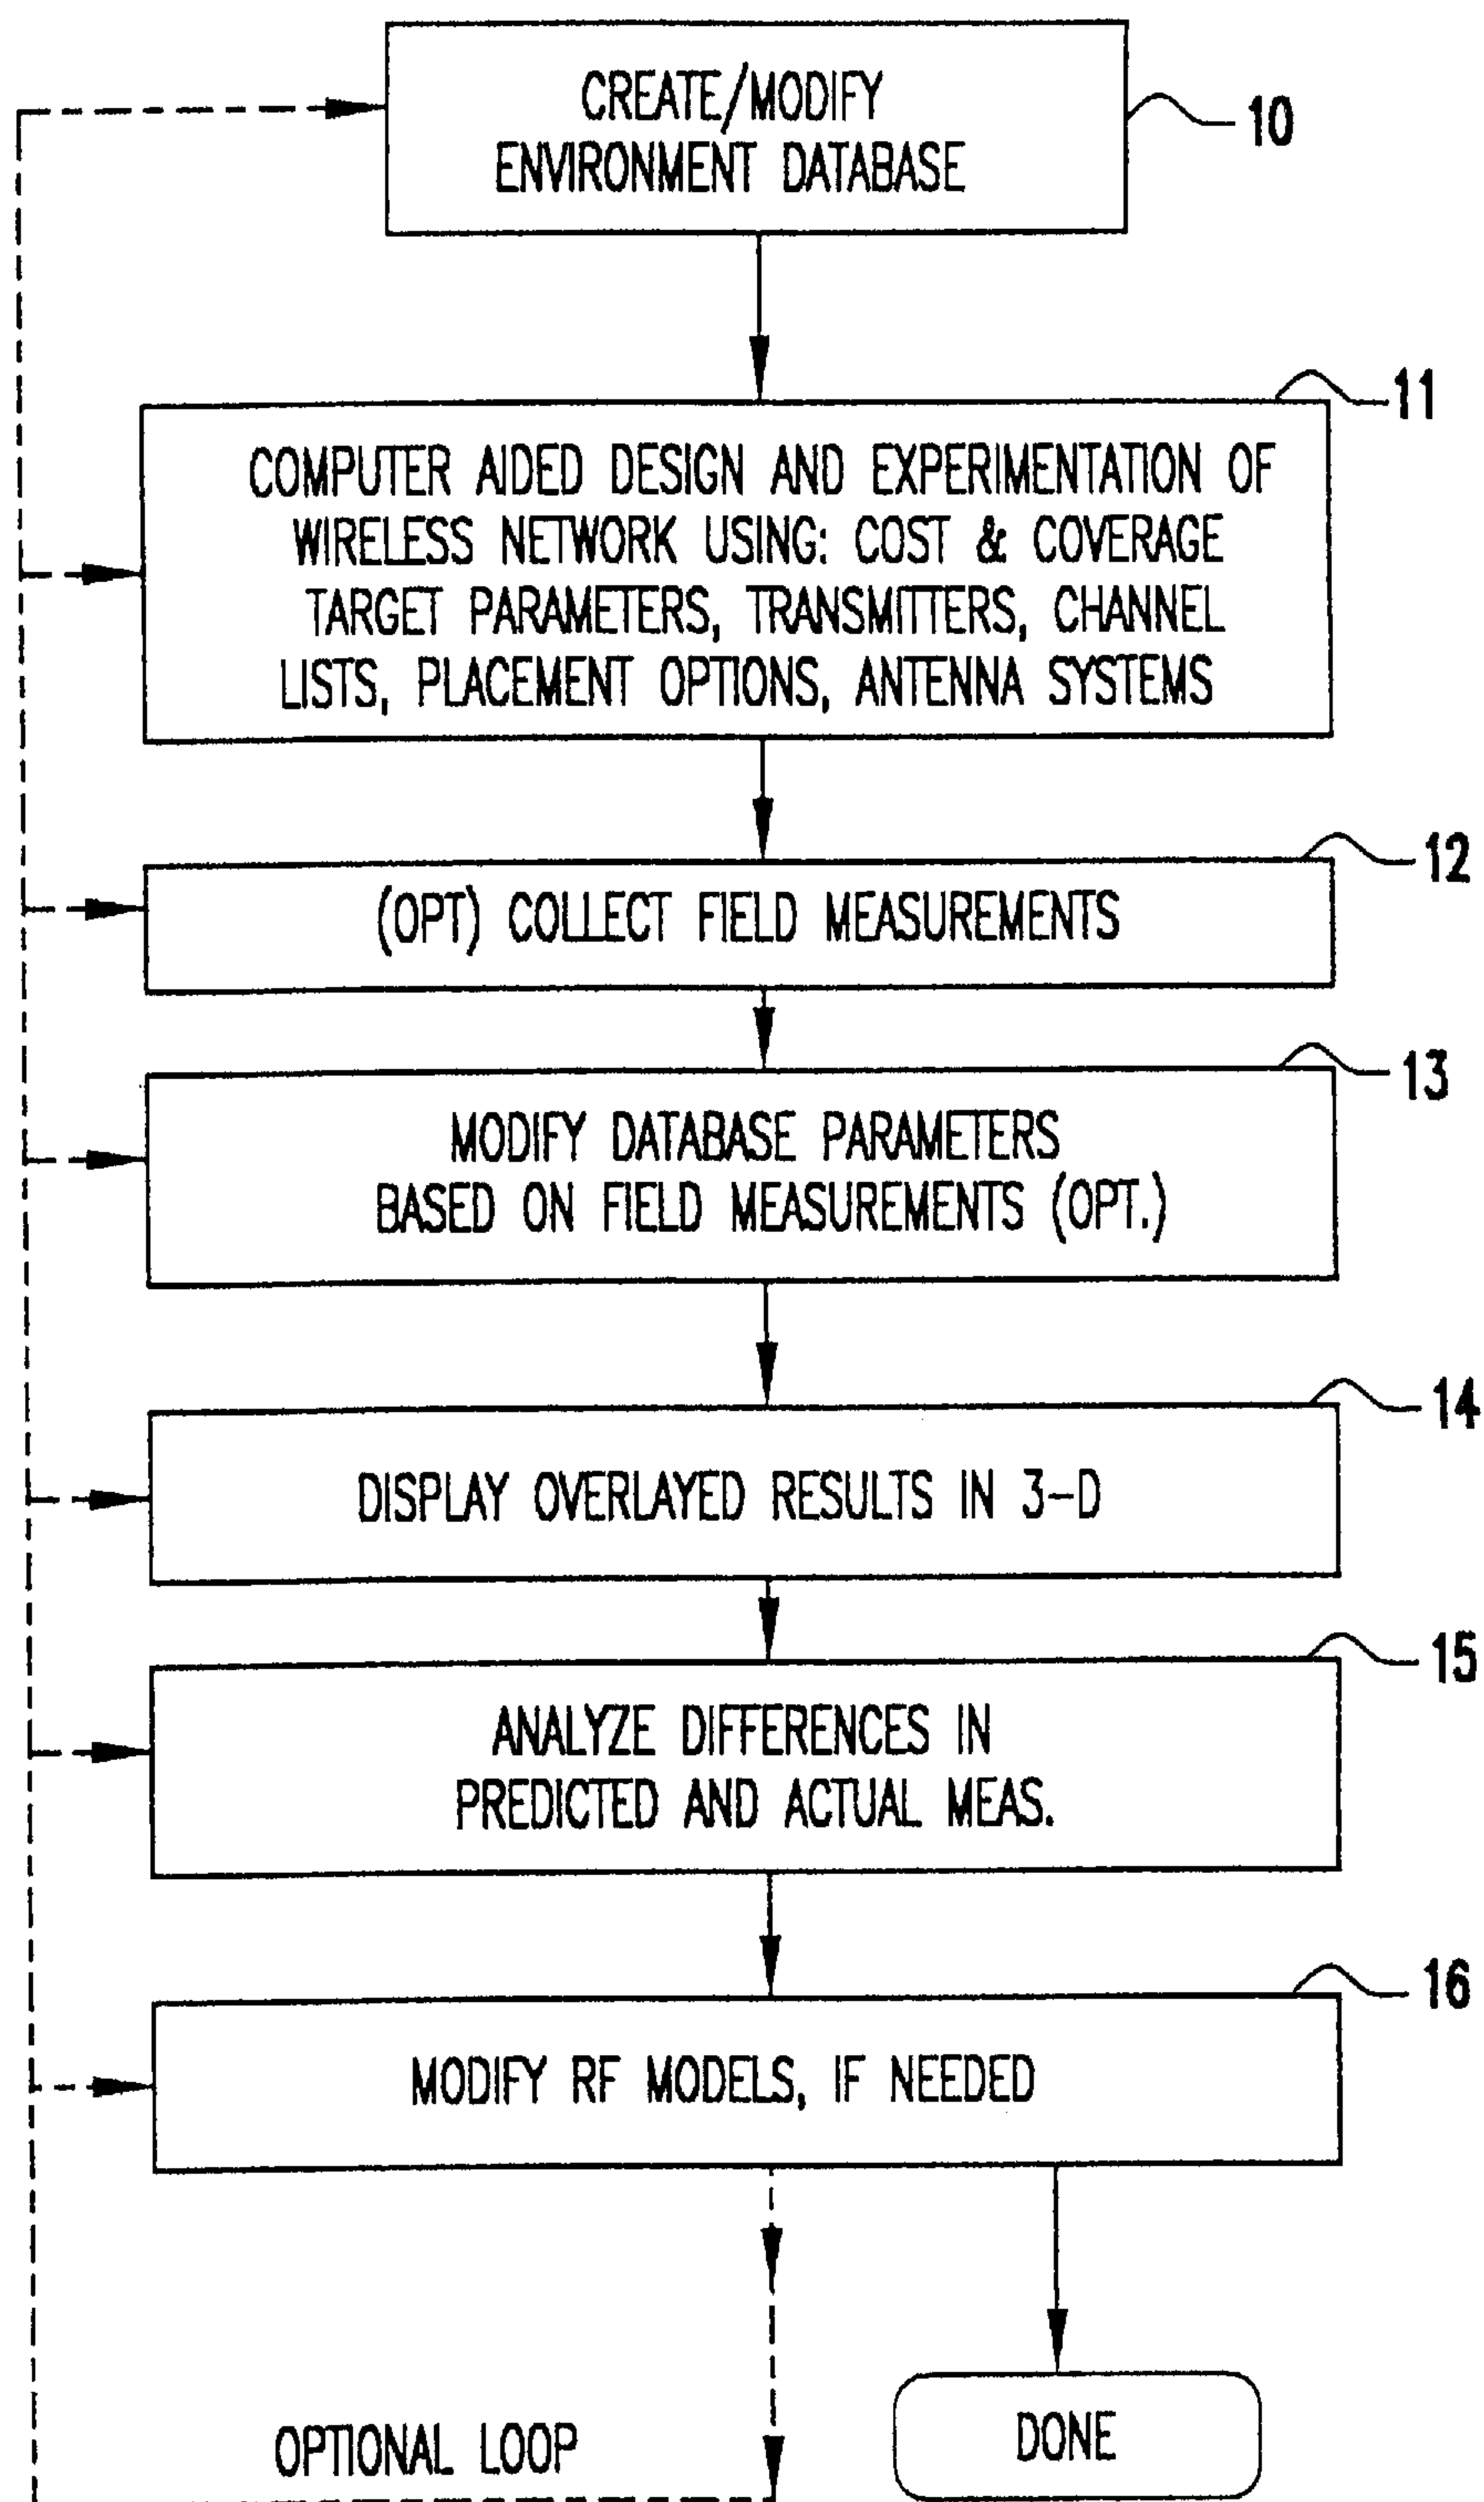 CREATE/MODIFY
ENVIRONMENT DATABASE
10
11
COMPUTER AIDED DESIGN AND EXPERIMENTATION OF
WIRELESS NETWORK USING: COST & COVERAGE
TARGET PARAMETERS, TRANSMITTERS, CHANNEL
LISTS, PLACEMENT OPTIONS, ANTENNA SYSTEMS
12
(OPT) COLLECT FIELD MEASUREMENTS
13
MODIFY DATABASE PARAMETERS
BASED ON FIELD MEASUREMENTS (OPT.)
14
DISPLAY OVERLAYED RESULTS IN 3-D
15
ANALYZE DIFFERENCES IN
PREDICTED AND ACTUAL MEAS.
16
MODIFY RF MODELS, IF NEEDED
OPTIONAL LOOP
DONE